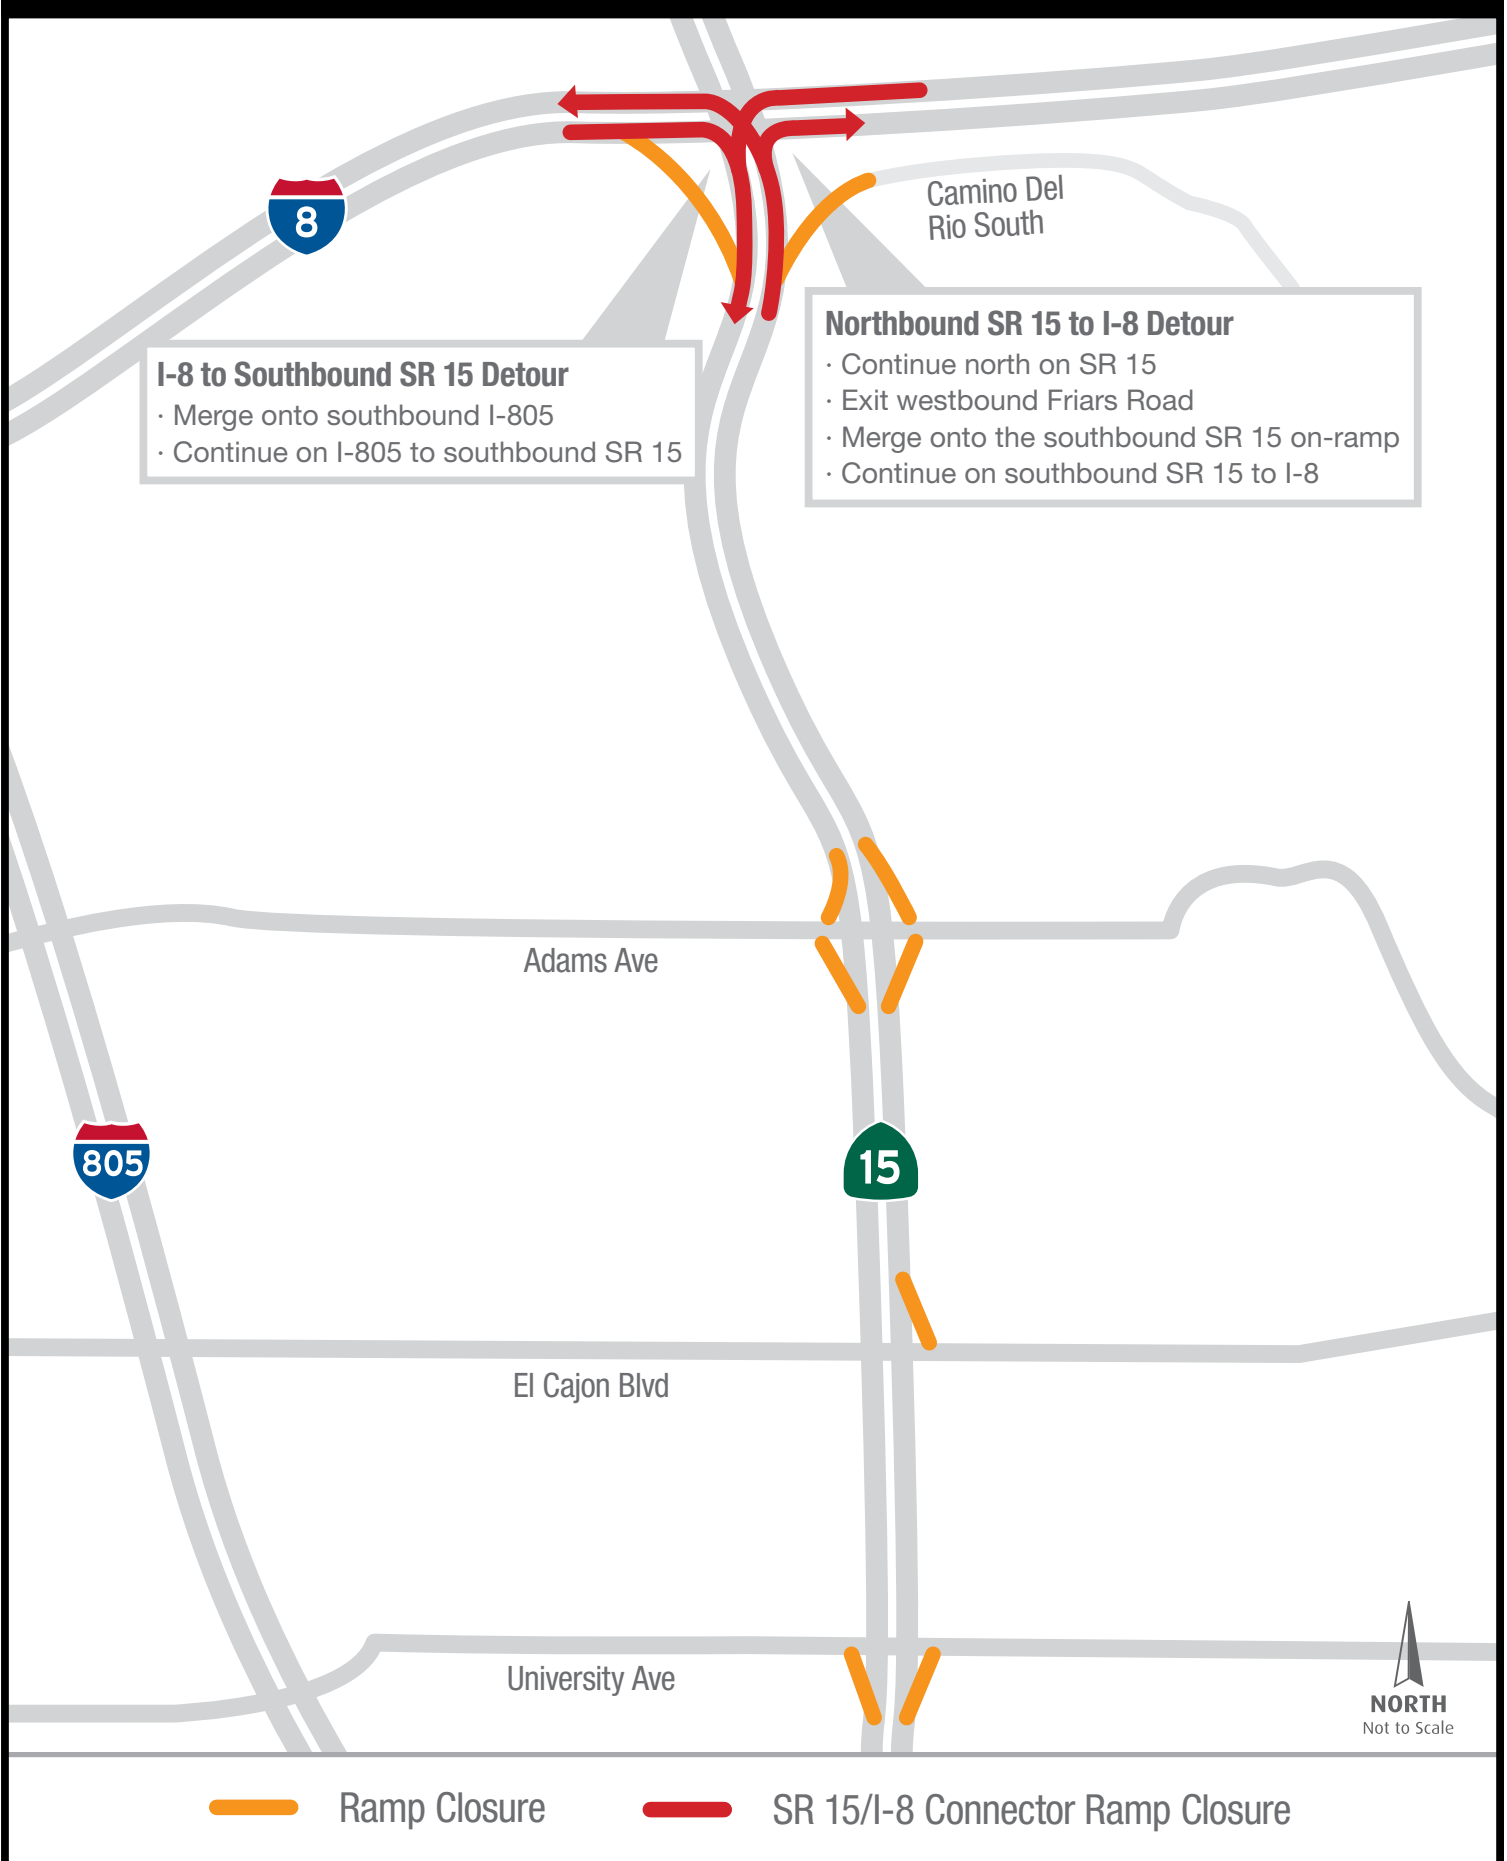 8
Camino Del
Rio South
I-8 to Southbound SR 15 Detour
· Merge onto southbound I-805
· Continue on I-805 to southbound SR 15
Northbound SR 15 to I-8 Detour
· Continue north on SR 15
· Exit westbound Friars Road
· Merge onto the southbound SR 15 on-ramp
· Continue on southbound SR 15 to I-8
Adams Ave
805
15
El Cajon Blvd
University Ave
NORTH
Not to Scale
Ramp Closure
SR 15/I-8 Connector Ramp Closure